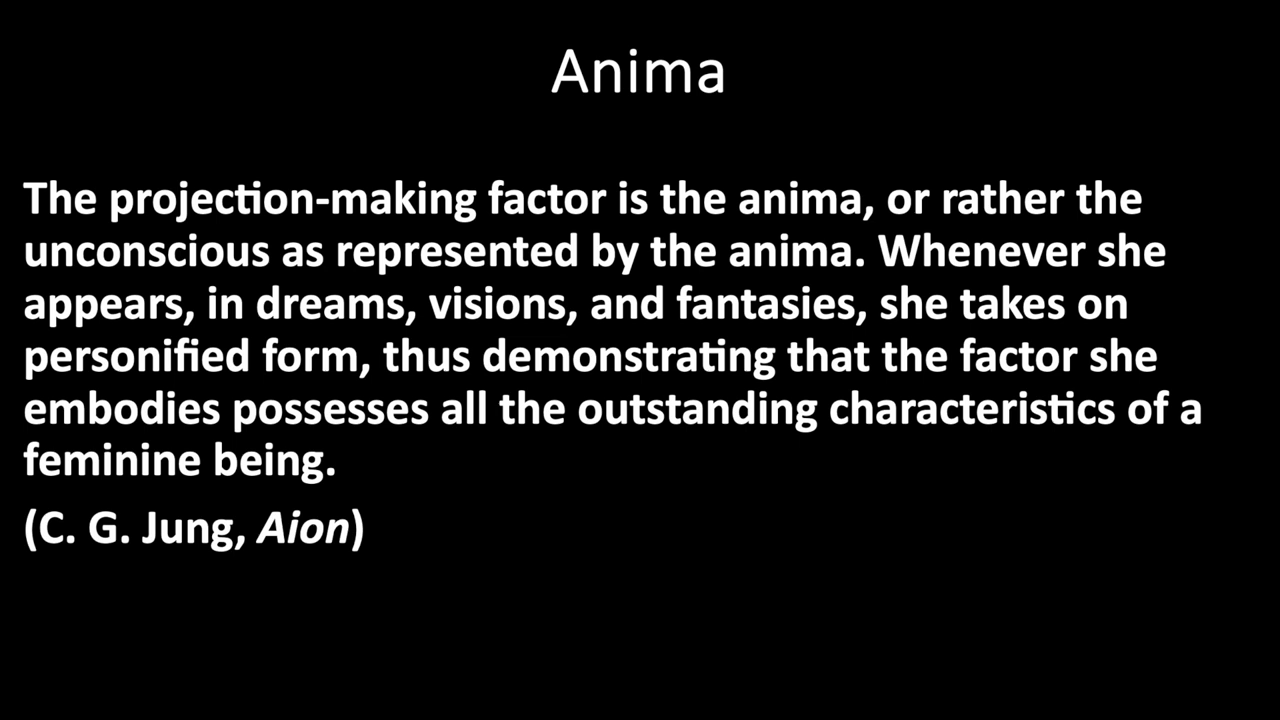 Anima
The projection-making factor is the anima, or rather the
unconscious as represented by the anima. Whenever she
appears, in dreams, visions, and fantasies, she takes on
personified form, thus demonstrating that the factor she
embodies possesses all the outstanding characteristics of a
feminine being.
(C. G. Jung, Aion)